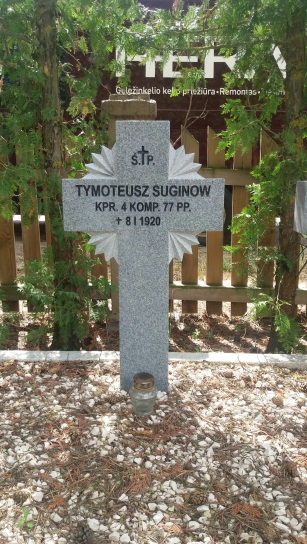 Geležinkelio kelio priežiūra • Remontas
Ś.†P.
TYMOTEUSZ SUGINOW
KPR. 4 KOMP. 77 PP.
+ 8 I 1920